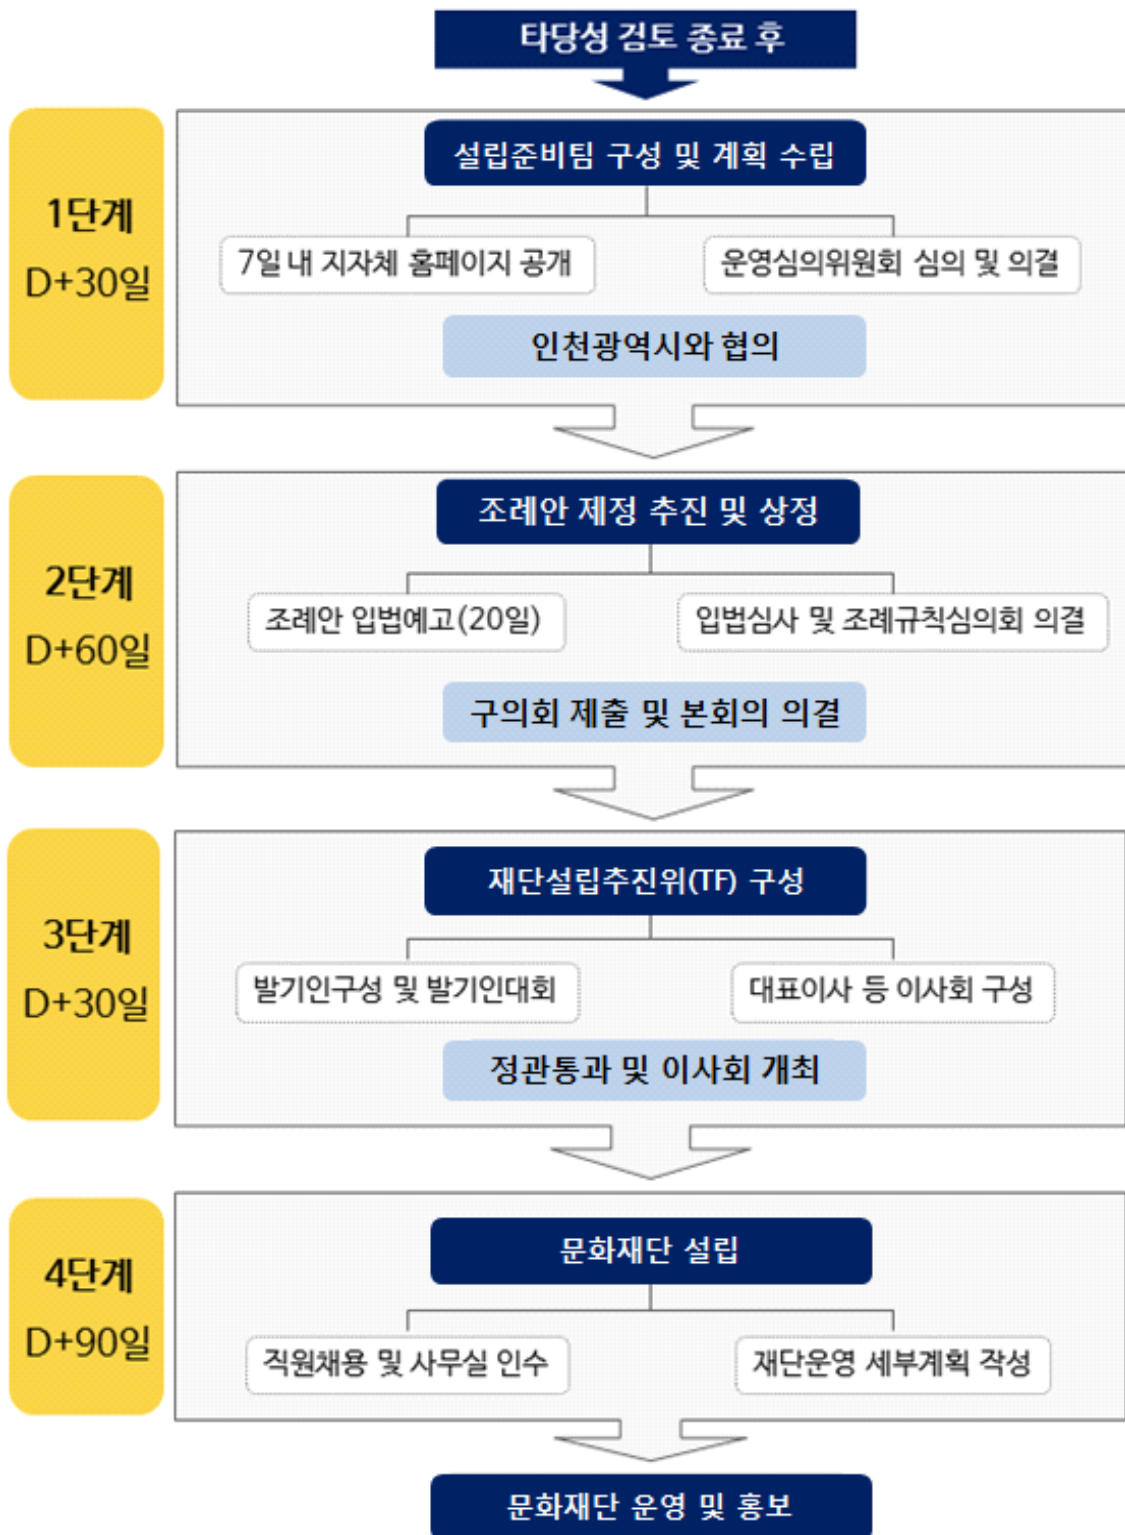 타당성 검토 종료 후
1단계
D+30일
설립준비팀 구성 및 계획 수립
7일 내 지자체 홈페이지 공개
운영심의위원회 심의 및 의결
인천광역시와 협의
2단계
D+60일
조례안 제정 추진 및 상정
조례안 입법예고(20일)
입법심사 및 조례규칙심의회 의결
구의회 제출 및 본회의 의결
3단계
D+30일
재단설립추진위(TF) 구성
발기인구성 및 발기인대회
대표이사 등 이사회 구성
정관통과 및 이사회 개최
4단계
D+90일
문화재단 설립
직원채용 및 사무실 인수
재단운영 세부계획 작성
문화재단 운영 및 홍보